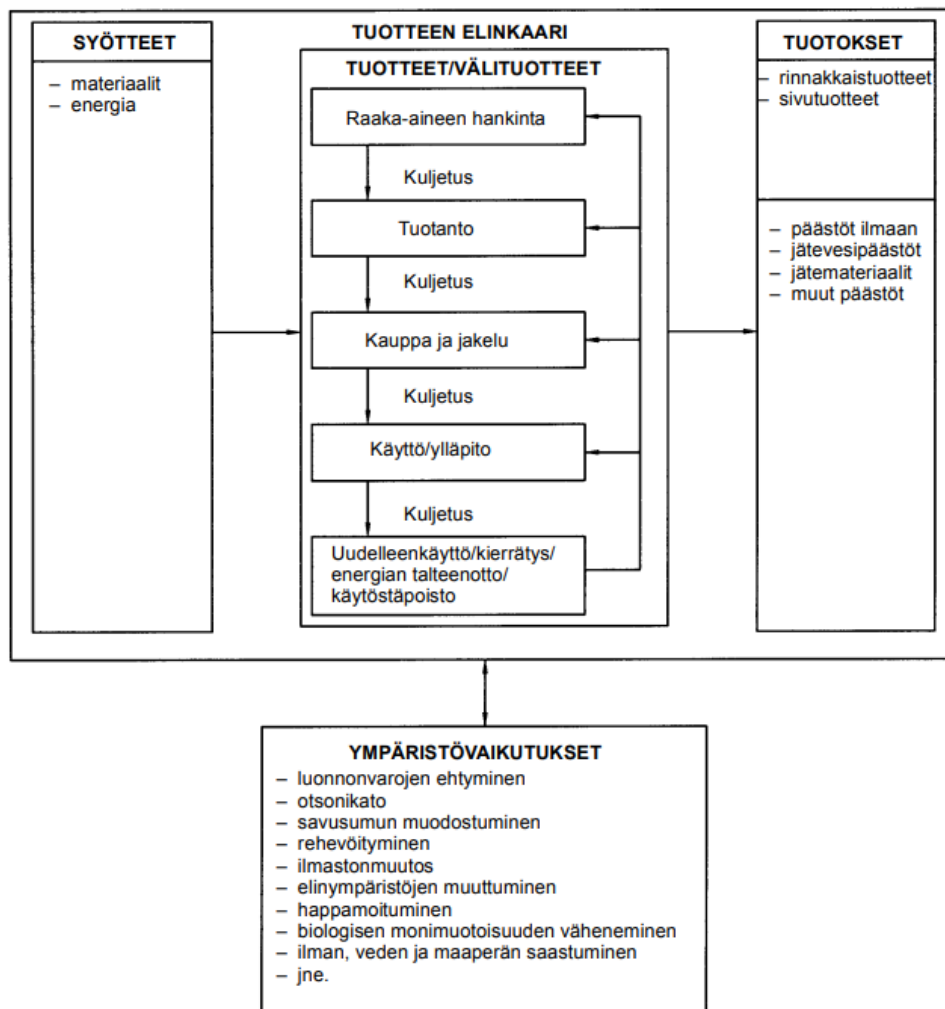 SYÖTTEET
– materiaalit
– energia
TUOTTEEN ELINKAARI
TUOTTEET/VÄLITUOTTEET
Raaka-aineen hankinta
Kuljetus
Tuotanto
Kuljetus
Kauppa ja jakelu
Kuljetus
Käyttö/ylläpito
Kuljetus
Uudelleenkäyttö/kierrätys/
energian talteenotto/
käytöstäpoisto
TUOTOKSET
– rinnakkaistuotteet
– sivutuotteet
– päästöt ilmaan
– jätevesipäästöt
– jätemateriaalit
– muut päästöt
YMPÄRISTÖVAIKUTUKSET
– luonnonvarojen ehtyminen
– otsonikato
– savusumun muodostuminen
– rehevöityminen
– ilmastonmuutos
– elinympäristöjen muuttuminen
– happamoituminen
– biologisen monimuotoisuuden väheneminen
– ilman, veden ja maaperän saastuminen
– jne.